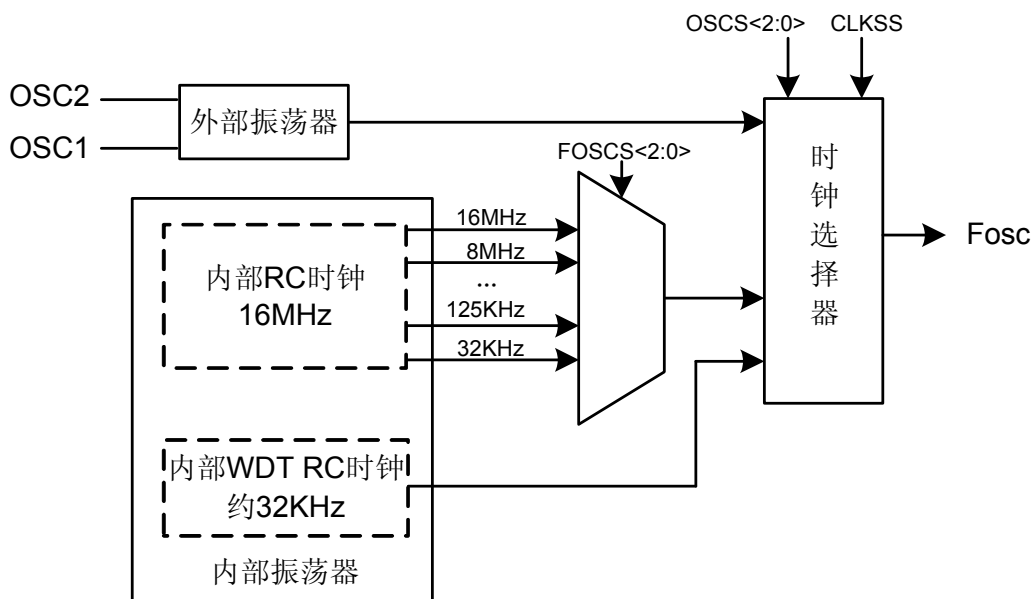 OSCS<2:0> CLKSS
OSC2
OSC1
外部振荡器
FOSCS<2:0>
16MHz
8MHz
...
125KHz
32KHz
内部RC时钟
16MHz
内部WDT RC时钟
约32KHz
内部振荡器
时
钟
选
择
器
Fosc